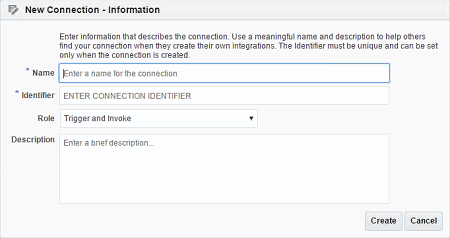 New Connection - Information
Enter information that describes the connection. Use a meaningful name and description to help others
find your connection when they create their own integrations. The Identifier must be unique and can be set
only when the connection is created.
* Name Enter a name for the connection
* Identifier ENTER CONNECTION IDENTIFIER
Role Trigger and Invoke
Description Enter a brief description...
Create Cancel